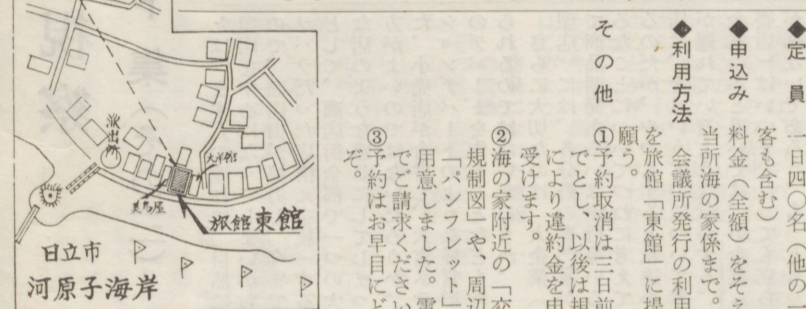 ◆定　員　一日四〇名（他の一
客も含む）
◆申込み　料金（全額）をそえ
当所海の家係まで。
◆利用方法　会議所発行の利用
を旅館「東館」に提
願う。
その他　①予約取消は三日前
でとし、以後は規
により違約金を申
受けます。
②海の家附近の「交
規制図」や、周辺
「パンフレット」
用意しました。電
でご請求ください
③予約はお早目にど
ぞ。
派出所
旅館東館
日立市
河原子海岸